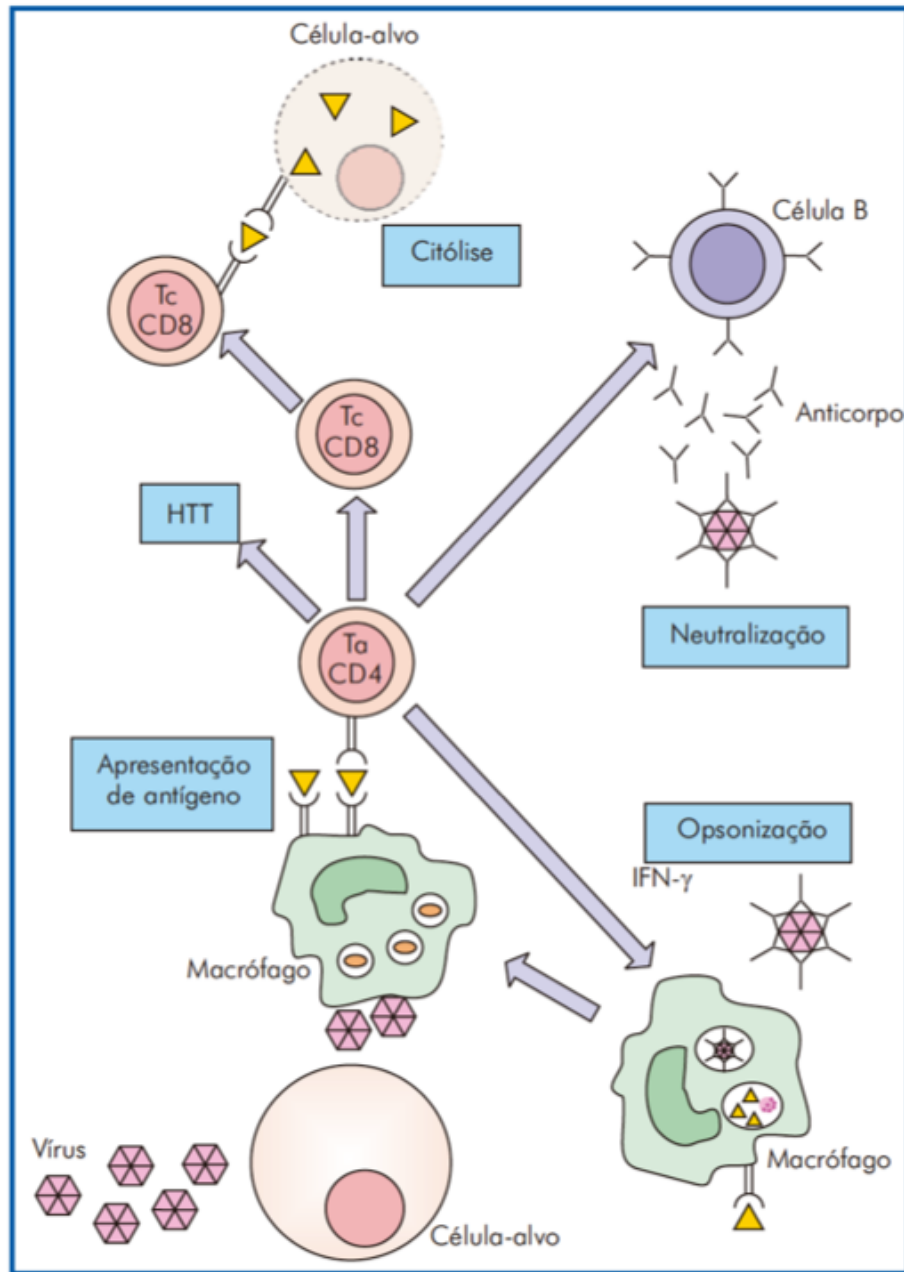 Célula-alvo
Célula B
Citólise
Tc
CD8
Tc
CD8
Anticorpo
HTT
Neutralização
Ta
CD4
Apresentação
de antígeno
Opsonização
IFN-γ
Macrófago
Macrófago
Vírus
Célula-alvo